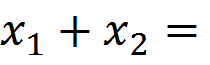 x₁ + x₂ =